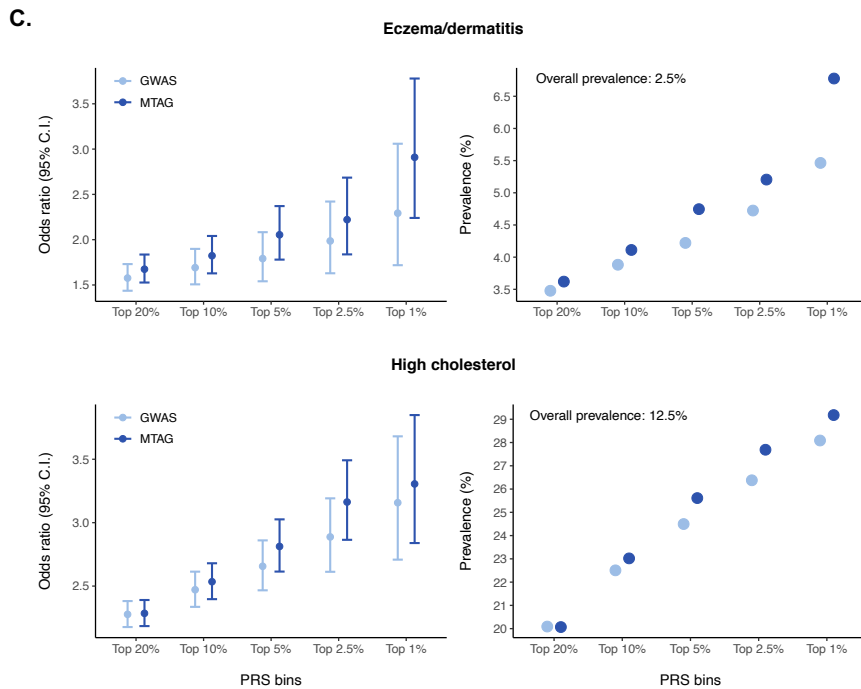 C.
Eczema/dermatitis
Odds ratio (95% C.I.)
GWAS
MTAG
3.5
3.0
2.5
2.0
1.5
Top 20% Top 10% Top 5% Top 2.5% Top 1%
Prevalence (%)
Overall prevalence: 2.5%
6.5
6.0
5.5
5.0
4.5
4.0
3.5
Top 20% Top 10% Top 5% Top 2.5% Top 1%
High cholesterol
Odds ratio (95% C.I.)
GWAS
MTAG
3.5
3.0
2.5
Top 20% Top 10% Top 5% Top 2.5% Top 1%
PRS bins
Prevalence (%)
Overall prevalence: 12.5%
29
28
27
26
25
24
23
22
21
20
Top 20% Top 10% Top 5% Top 2.5% Top 1%
PRS bins